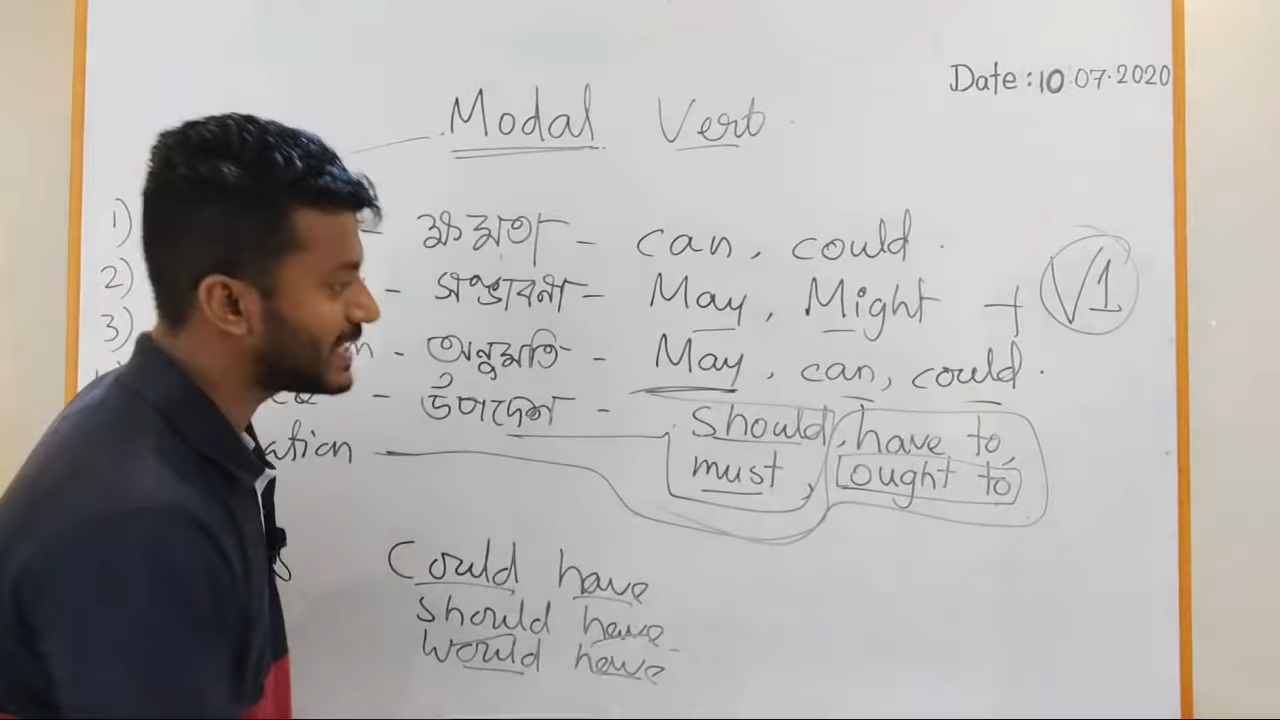 Date: 10.07.2020
Modal Verb
1) - ক্ষমতা - can, could.
2) - সম্ভাবনা - May, Might + V1
3) n - অনুমতি - May, can, could.
- উপদেশ - should, have to,
must, ought to
ation
Could have
should have
would have